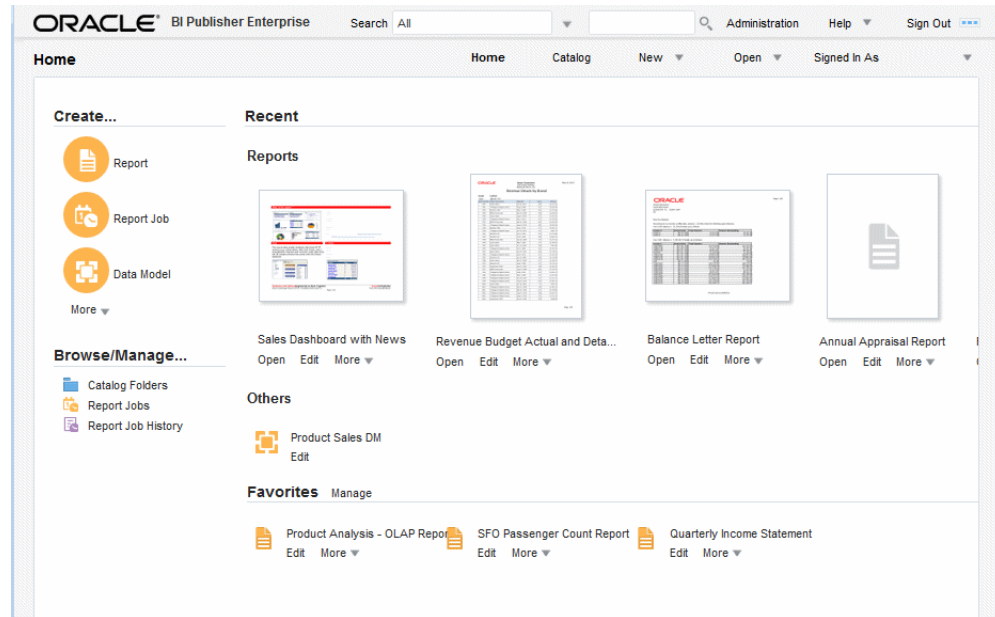 ORACLE® BI Publisher Enterprise Search All Administration Help Sign Out
Home Home Catalog New Open Signed In As
Create...
Report
Report Job
Data Model
More
Browse/Manage...
Catalog Folders
Report Jobs
Report Job History
Recent
Reports
Sales Dashboard with News
Open Edit More
Revenue Budget Actual and Deta...
Open Edit More
Balance Letter Report
Open Edit More
Annual Appraisal Report
Open Edit More
Others
Product Sales DM
Edit
Favorites Manage
Product Analysis - OLAP Repor
Edit More
SFO Passenger Count Report
Edit More
Quarterly Income Statement
Edit More
ORACLE
ORACLE